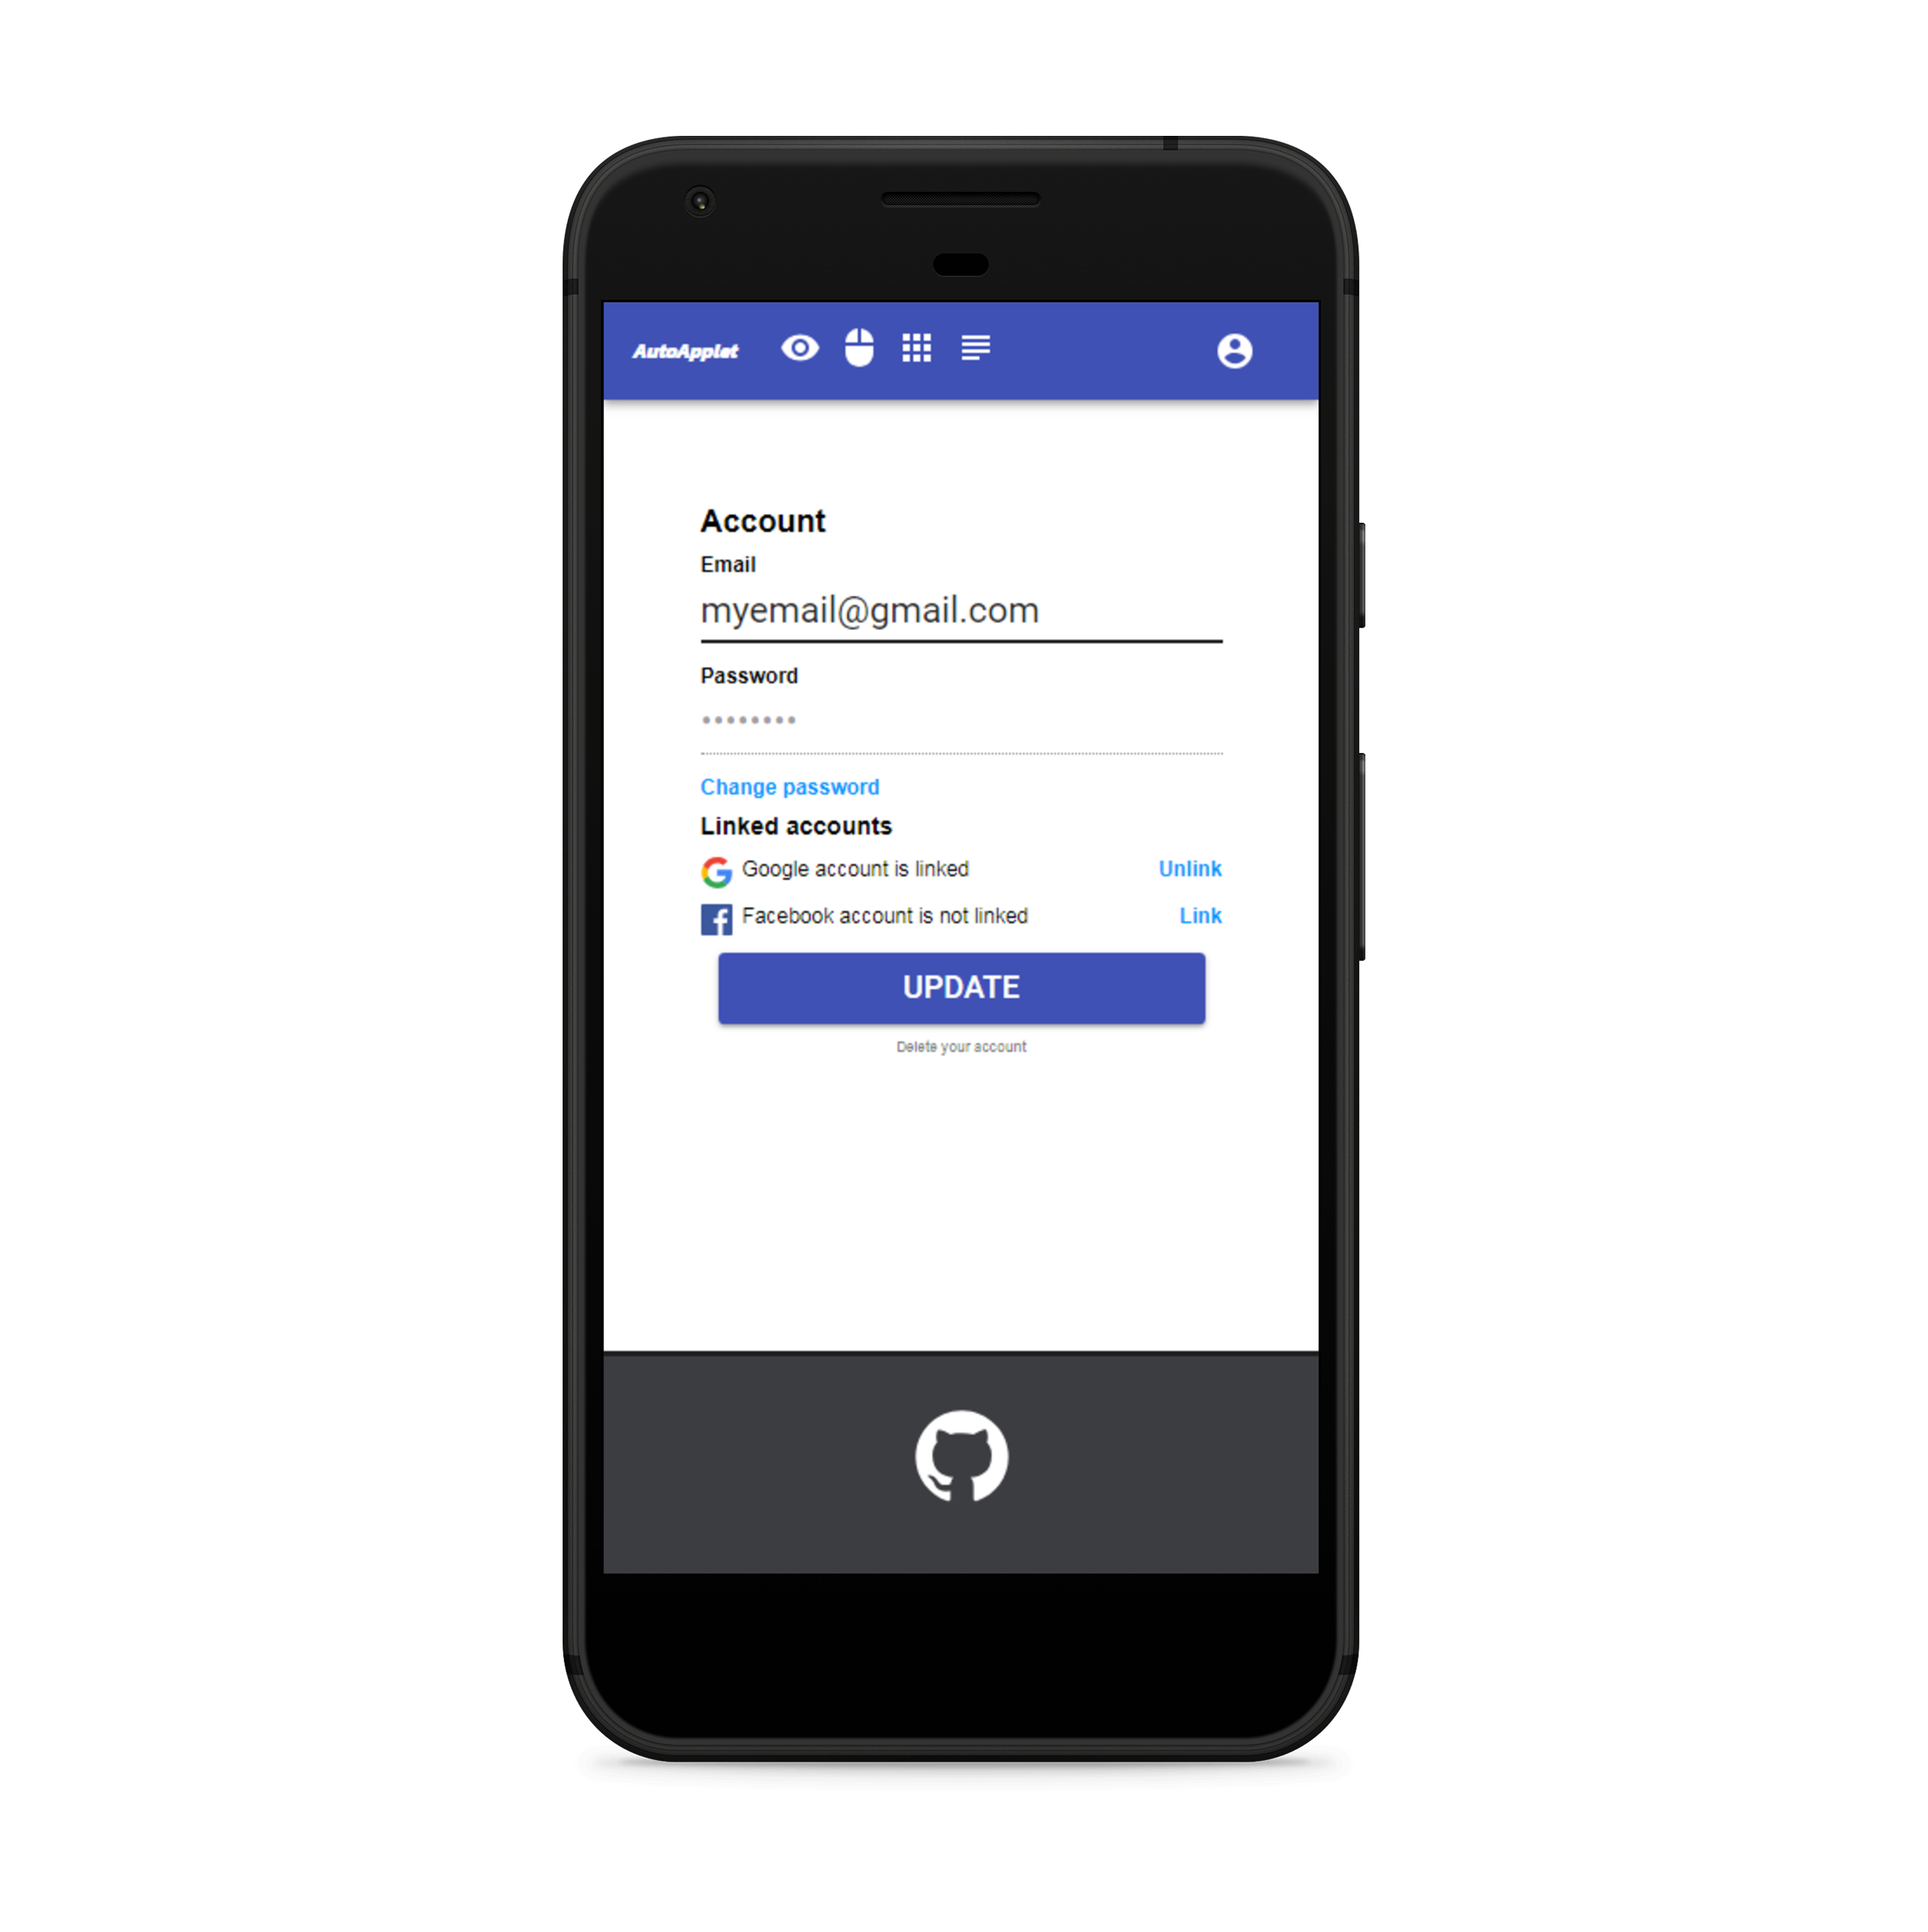 AutoApplet
Account
Email
myemail@gmail.com
Password
••••••••
Change password
Linked accounts
Google account is linked Unlink
Facebook account is not linked Link
UPDATE
Delete your account